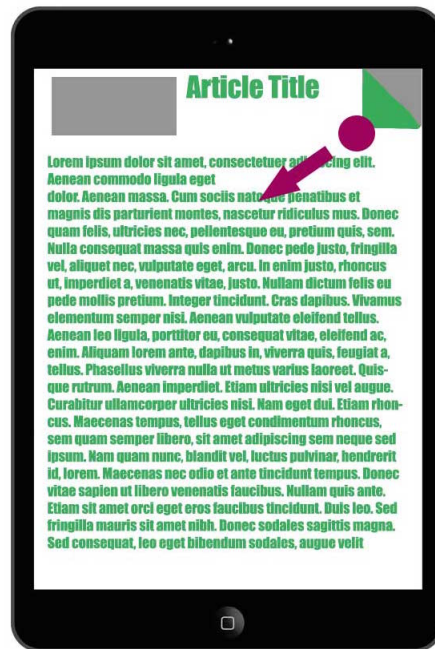 Article Title
Lorem ipsum dolor sit amet, consectetuer adipiscing elit.
Aenean commodo ligula eget
dolor. Aenean massa. Cum sociis natoque penatibus et
magnis dis parturient montes, nascetur ridiculus mus. Donec
quam felis, ultricies nec, pellentesque eu, pretium quis, sem.
Nulla consequat massa quis enim. Donec pede justo, fringilla
vel, aliquet nec, vulputate eget, arcu. In enim justo, rhoncus
ut, imperdiet a, venenatis vitae, justo. Nullam dictum felis eu
pede mollis pretium. Integer tincidunt. Cras dapibus. Vivamus
elementum semper nisi. Aenean vulputate eleifend tellus.
Aenean leo ligula, porttitor eu, consequat vitae, eleifend ac,
enim. Aliquam lorem ante, dapibus in, viverra quis, feugiat a,
tellus. Phasellus viverra nulla ut metus varius laoreet. Quis-
que rutrum. Aenean imperdiet. Etiam ultricies nisi vel augue.
Curabitur ullamcorper ultricies nisi. Nam eget dui. Etiam rhon-
cus. Maecenas tempus, tellus eget condimentum rhoncus,
sem quam semper libero, sit amet adipiscing sem neque sed
ipsum. Nam quam nunc, blandit vel, luctus pulvinar, hendrerit
id, lorem. Maecenas nec odio et ante tincidunt tempus. Donec
vitae sapien ut libero venenatis faucibus. Nullam quis ante.
Etiam sit amet orci eget eros faucibus tincidunt. Duis leo. Sed
fringilla mauris sit amet nibh. Donec sodales sagittis magna.
Sed consequat, leo eget bibendum sodales, augue velit